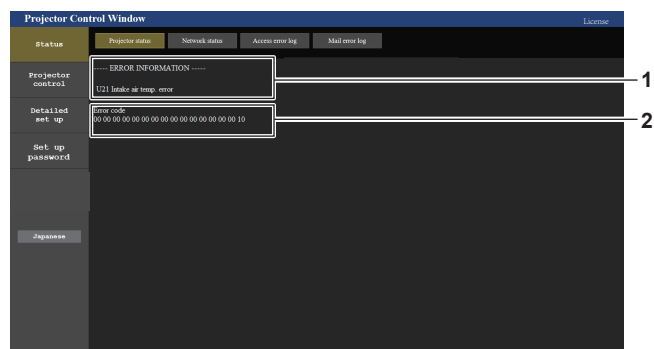 Projector Control Window
License
Status
Projector status Network status Access error log Mail error log
----- ERROR INFORMATION -----
U21 Intake air temp. error
1
Error code
00 00 00 00 00 00 00 00 00 00 00 00 00 00 00 10
2
Projector
control
Detailed
set up
Set up
password
Japanese